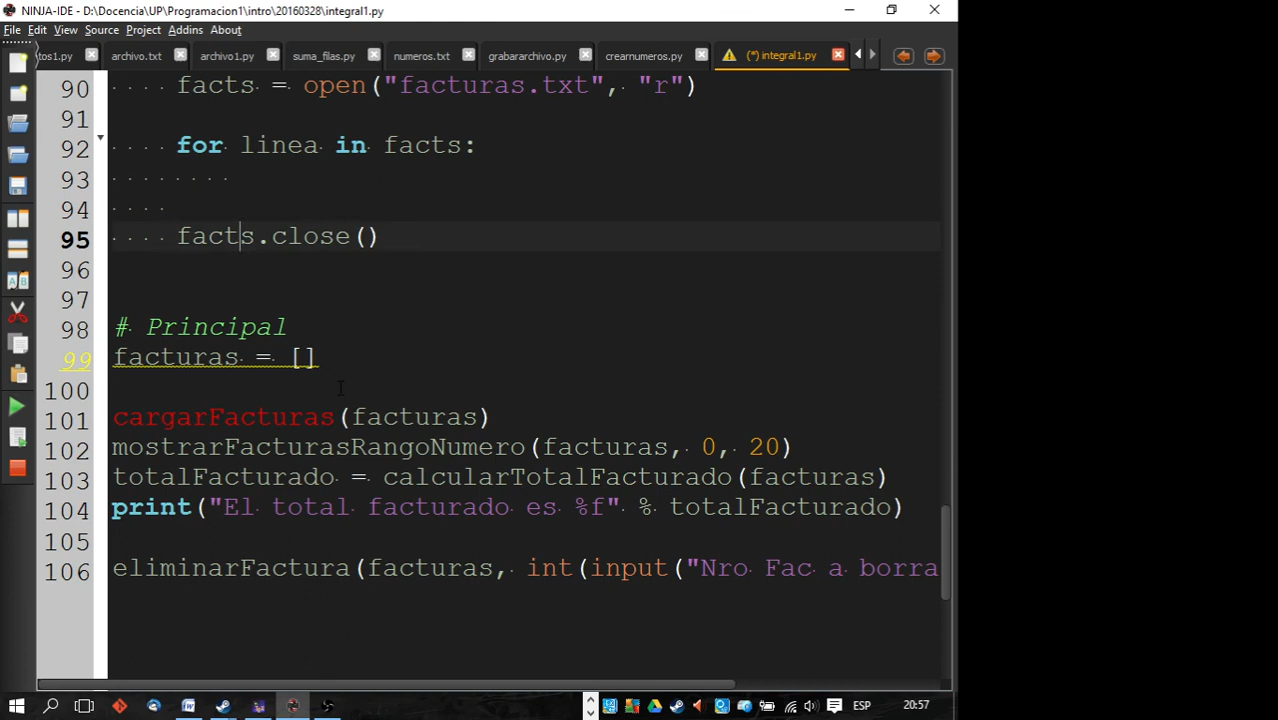 NINJA-IDE - D:\Docencia\UP\Programacion1\intro\20160328\integral1.py
File Edit View Source Project Addins About
tos1.py archivo.txt archivo1.py suma_filas.py numeros.txt grabararchivo.py crearnumeros.py (*) integral1.py
90 facts = open("facturas.txt", "r")
91
92 for linea in facts:
93
94
95 facts.close()
96
97
98 # Principal
99 facturas = []
100
101 cargarFacturas(facturas)
102 mostrarFacturasRangoNumero(facturas, 0, 20)
103 totalFacturado = calcularTotalFacturado(facturas)
104 print("El total facturado es %f" % totalFacturado)
105
106 eliminarFactura(facturas, int(input("Nro Fac a borra
ESP 20:57